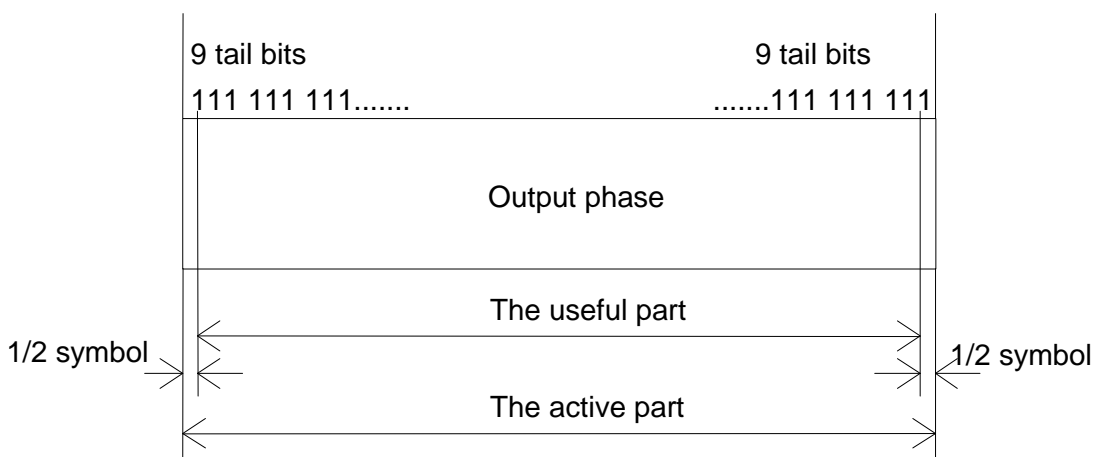 9 tail bits 9 tail bits
111 111 111....... .......111 111 111
Output phase
The useful part
1/2 symbol 1/2 symbol
The active part